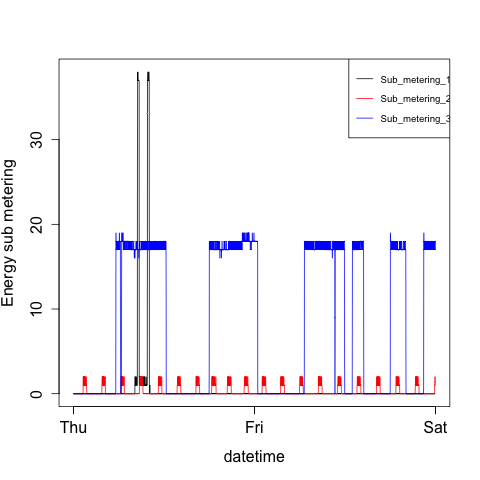 Sub_metering_1
Sub_metering_2
Sub_metering_3
Energy sub metering
30
20
10
0
Thu Fri Sat
datetime